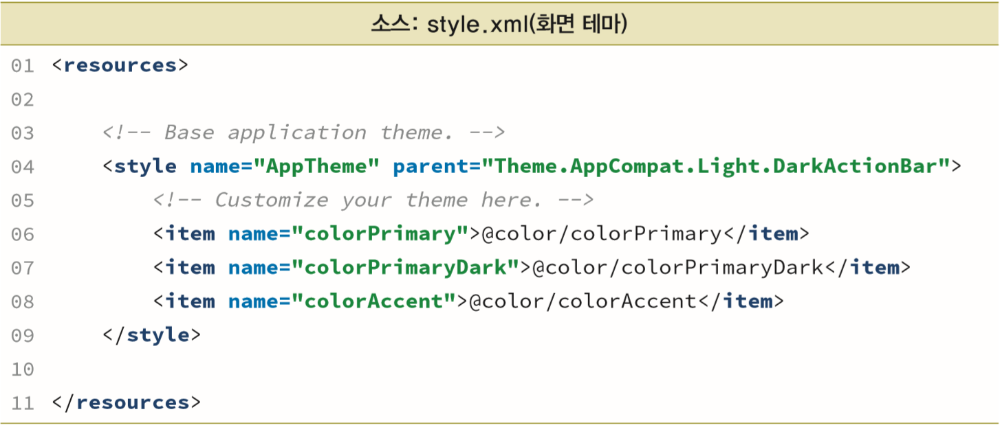 소스: style.xml(화면 테마)
01 <resources>
02
03 <!-- Base application theme. -->
04 <style name="AppTheme" parent="Theme.AppCompat.Light.DarkActionBar">
05 <!-- Customize your theme here. -->
06 <item name="colorPrimary">@color/colorPrimary</item>
07 <item name="colorPrimaryDark">@color/colorPrimaryDark</item>
08 <item name="colorAccent">@color/colorAccent</item>
09 </style>
10
11 </resources>